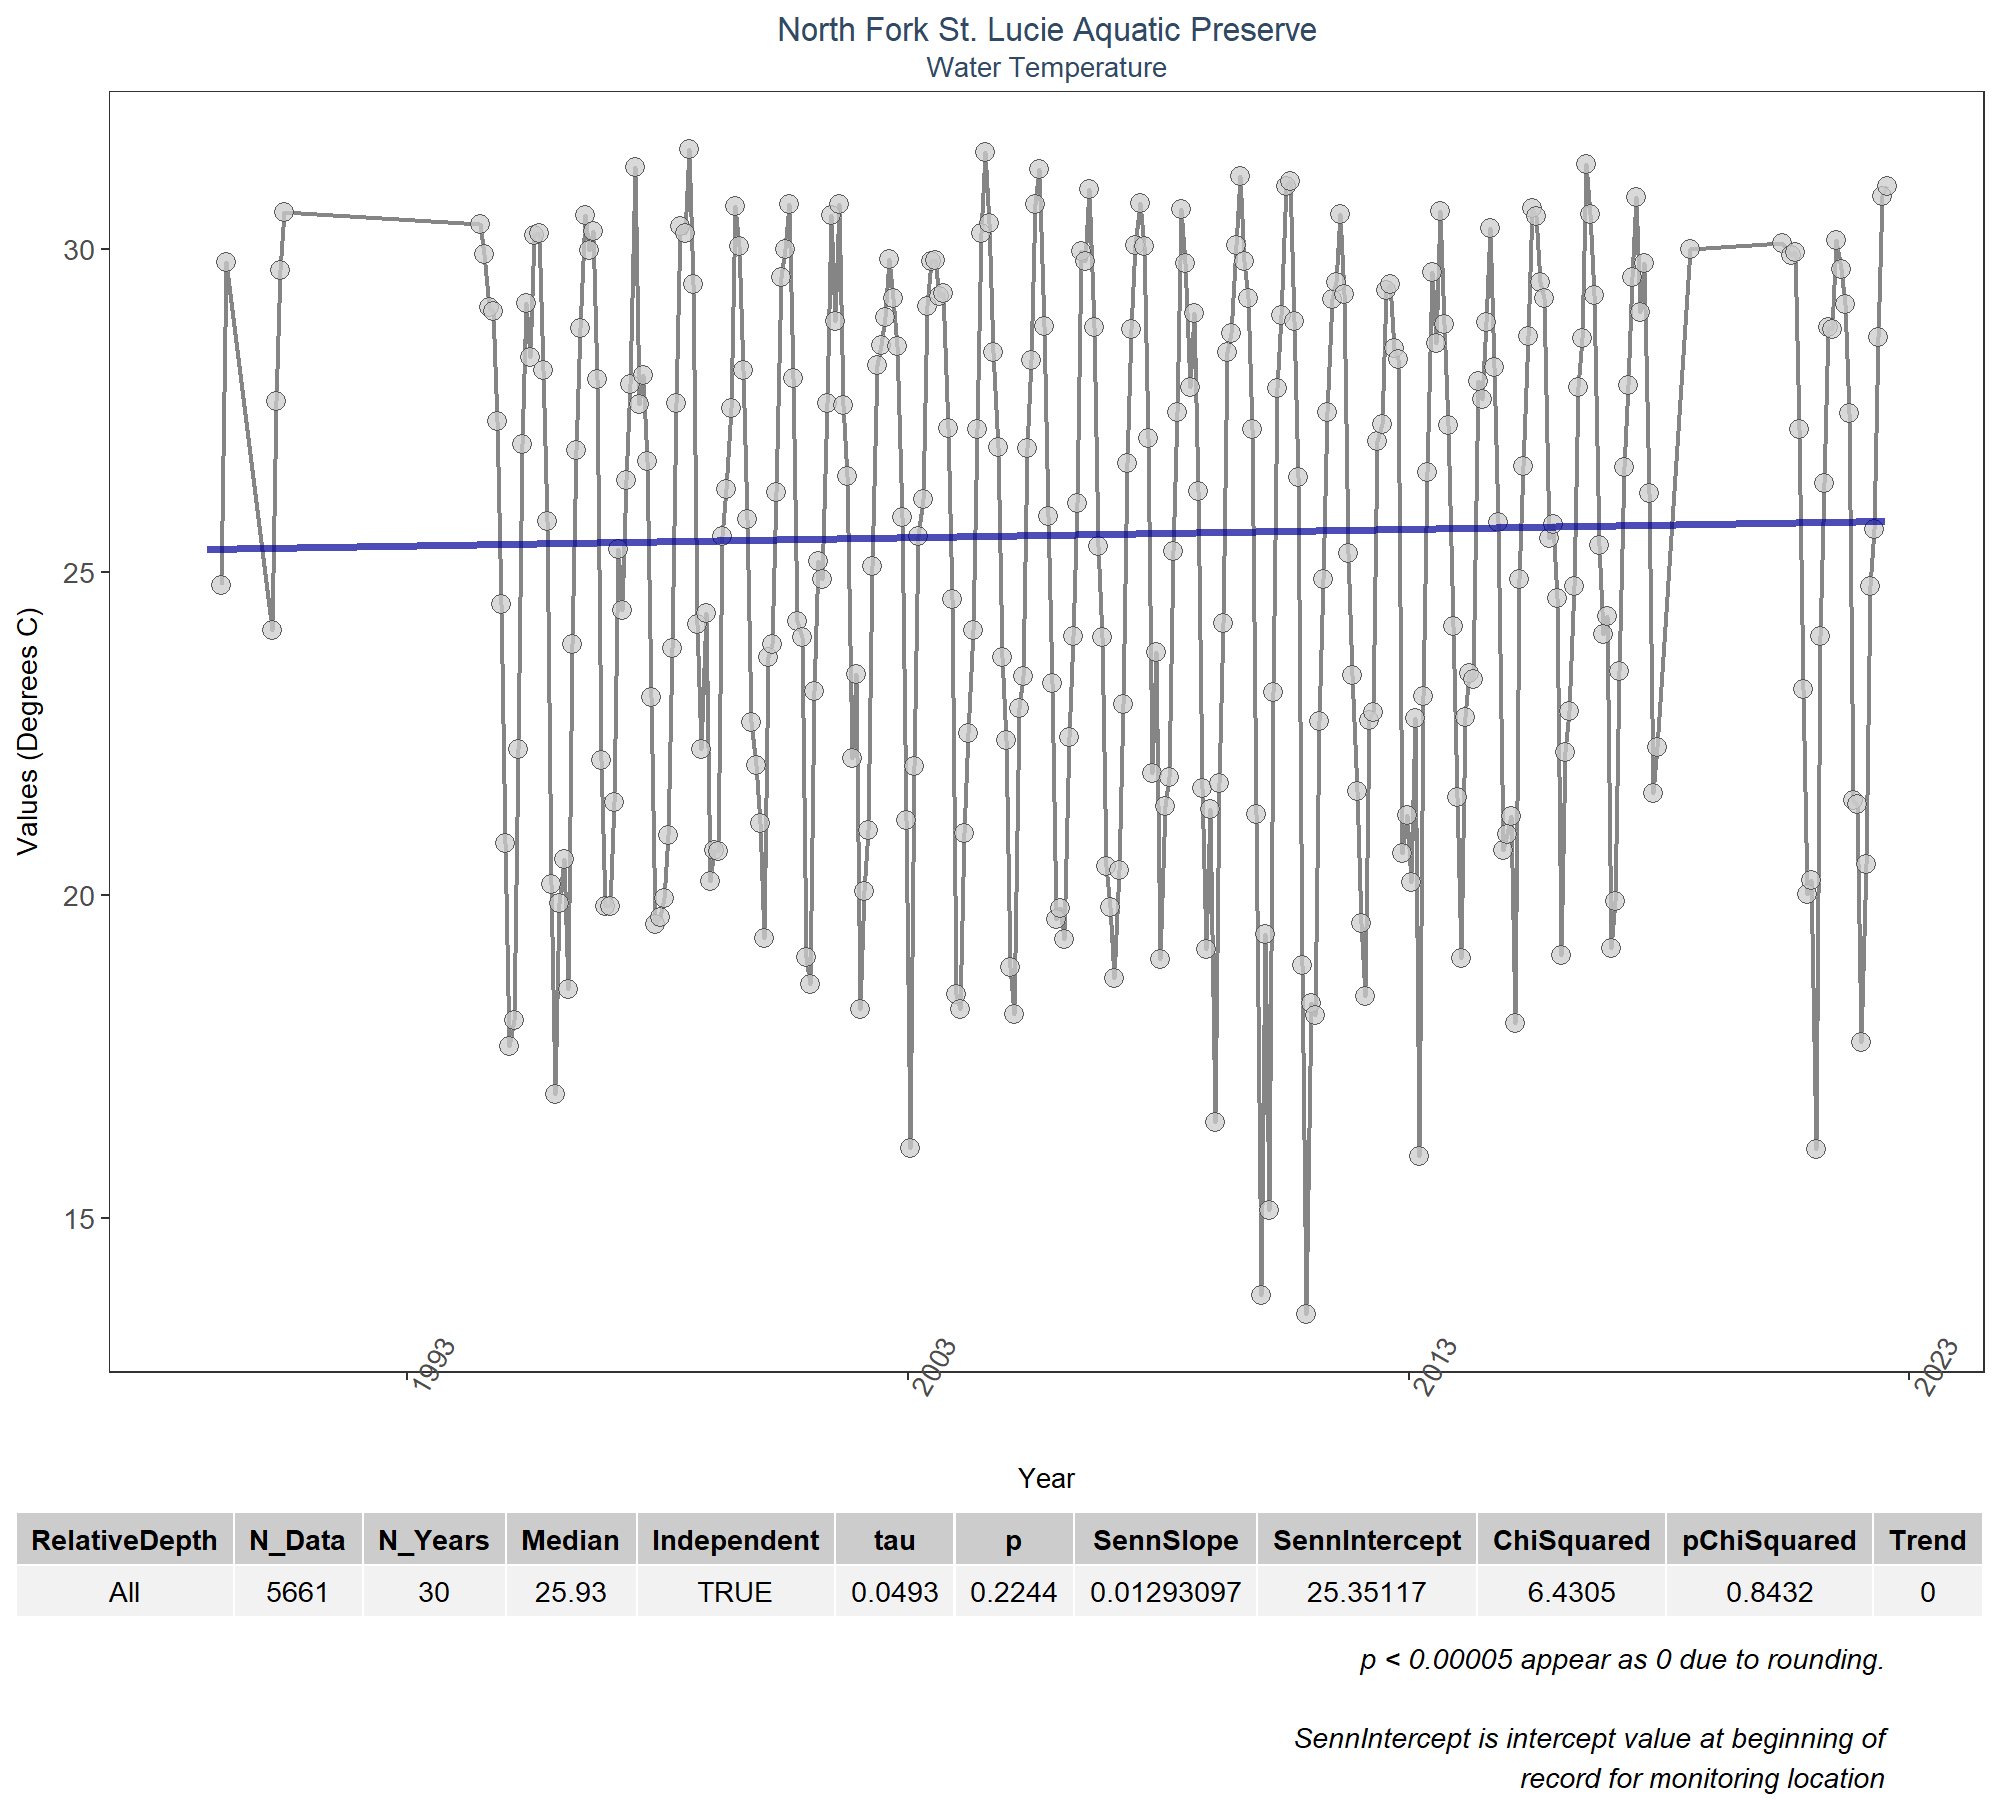 North Fork St. Lucie Aquatic Preserve
Water Temperature
Values (Degrees C)
30
25
20
15
1993
2003
2013
2023
Year
RelativeDepth N_Data N_Years Median Independent tau p SennSlope SennIntercept ChiSquared pChiSquared Trend
All 5661 30 25.93 TRUE 0.0493 0.2244 0.01293097 25.35117 6.4305 0.8432 0
p < 0.00005 appear as 0 due to rounding.
SennIntercept is intercept value at beginning of
record for monitoring location